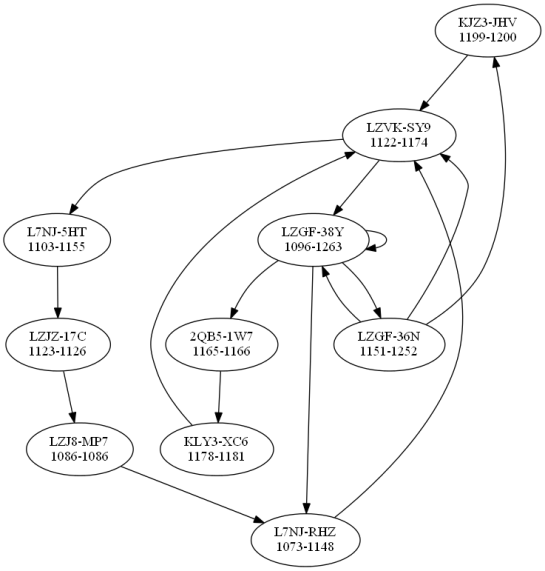 KJZ3-JHV
1199-1200
LZVK-SY9
1122-1174
L7NJ-5HT
1103-1155
LZGF-38Y
1096-1263
LZJZ-17C
1123-1126
2QB5-1W7
1165-1166
LZGF-36N
1151-1252
LZJ8-MP7
1086-1086
KLY3-XC6
1178-1181
L7NJ-RHZ
1073-1148